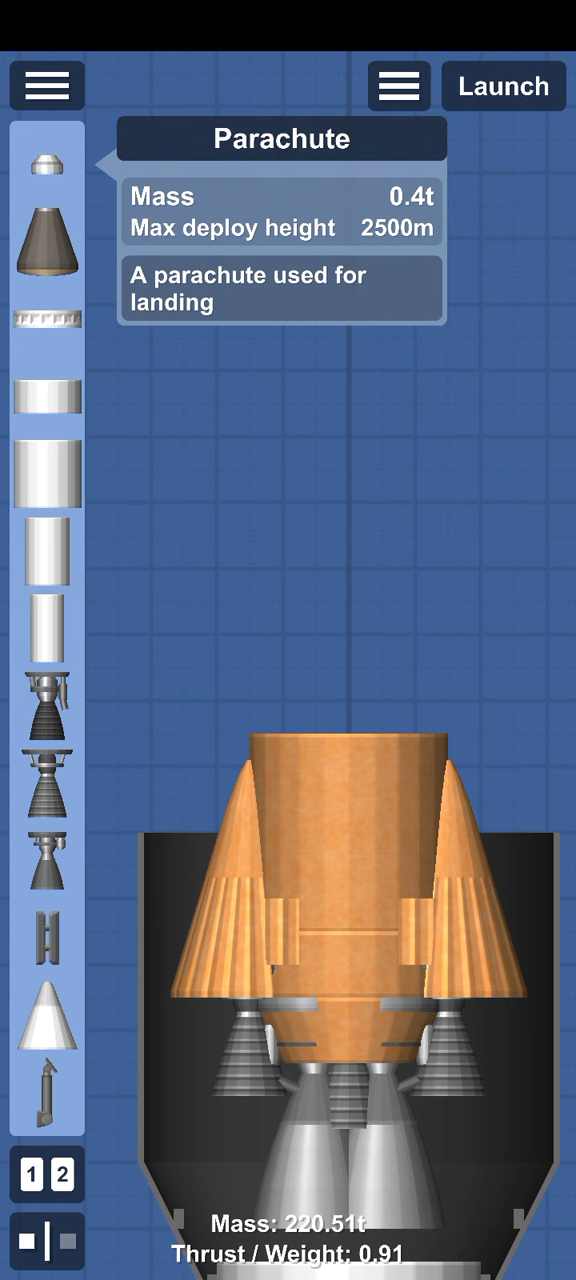 Launch
Parachute
Mass 0.4t
Max deploy height 2500m
A parachute used for
landing
1 2
Mass: 220.51t
Thrust / Weight: 0.91